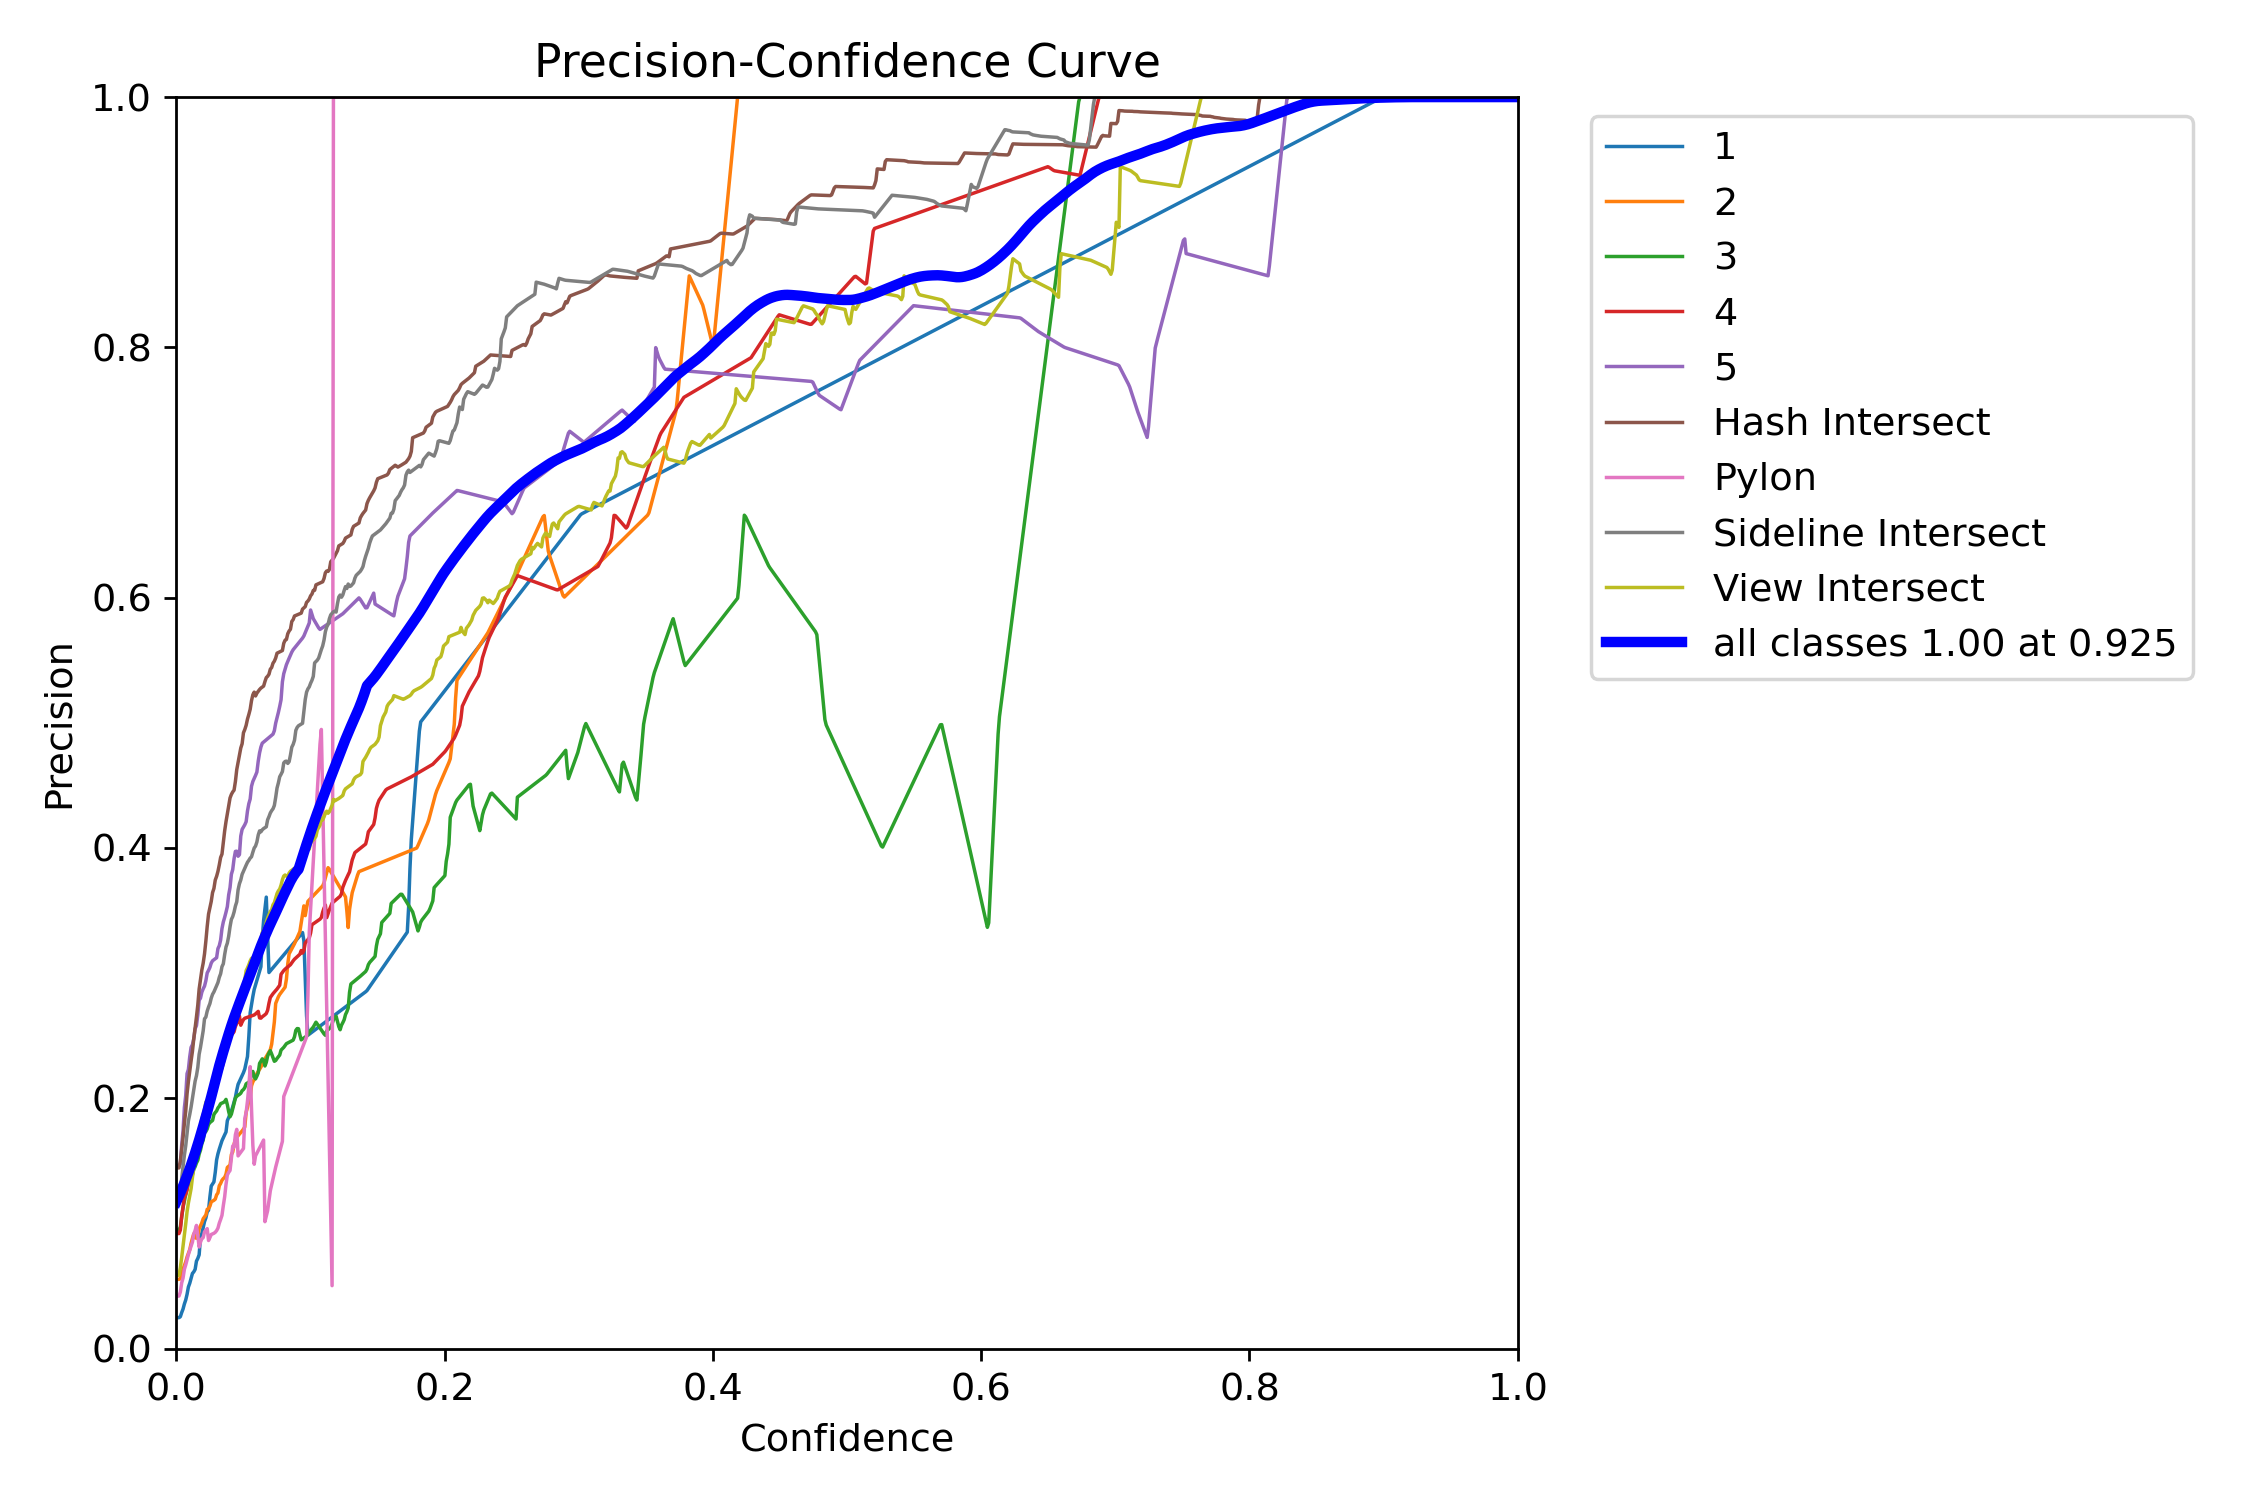 Precision-Confidence Curve
1.0
0.8
0.6
0.4
0.2
0.0
Precision
0.0 0.2 0.4 0.6 0.8 1.0
Confidence
1
2
3
4
5
Hash Intersect
Pylon
Sideline Intersect
View Intersect
all classes 1.00 at 0.925